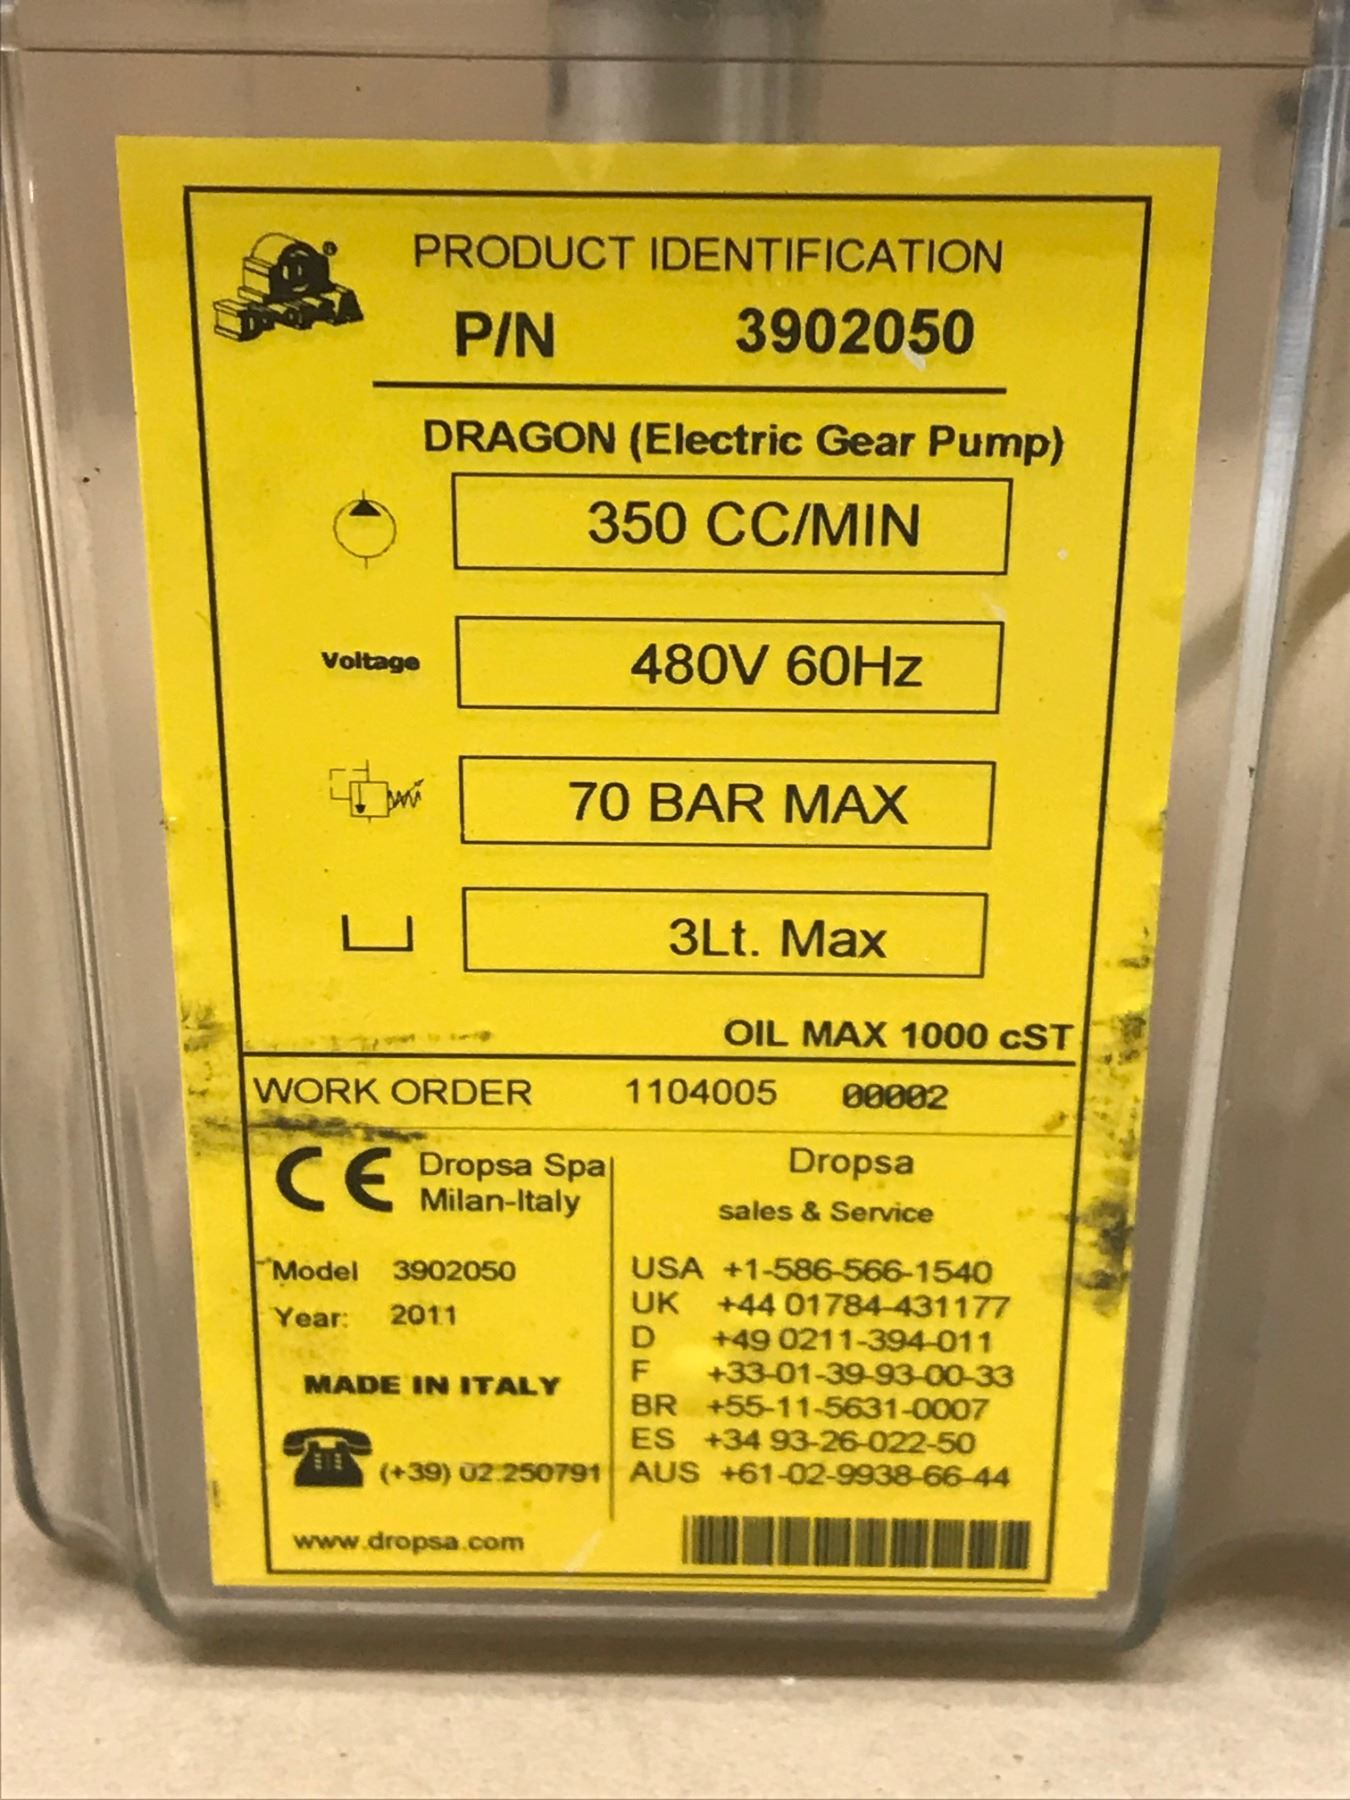 DropsA ®
PRODUCT IDENTIFICATION
P/N 3902050
DRAGON (Electric Gear Pump)
350 CC/MIN
Voltage 480V 60Hz
70 BAR MAX
3Lt. Max
OIL MAX 1000 cST
WORK ORDER 1104005 00002
CE Dropsa Spa
Milan-Italy
Model 3902050
Year: 2011
MADE IN ITALY
(+39) 02.250791
www.dropsa.com
Dropsa
sales & Service
USA +1-586-566-1540
UK +44 01784-431177
D +49 0211-394-011
F +33-01-39-93-00-33
BR +55-11-5631-0007
ES +34 93-26-022-50
AUS +61-02-9938-66-44